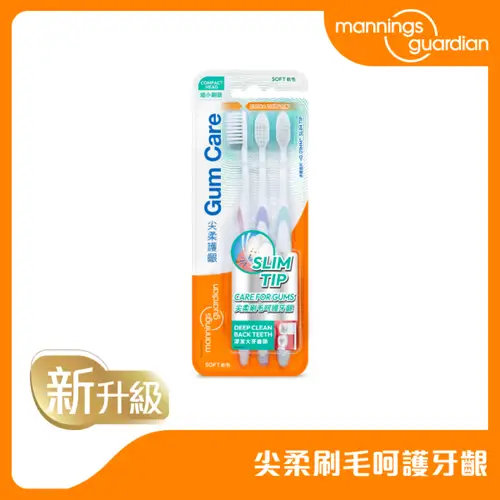 mannings
guardian
COMPACT
HEAD
縮小刷頭
SOFT 軟毛
Gum Care
尖柔護齦
SLIM
TIP
CARE FOR GUMS
尖柔刷毛呵護牙齦
DEEP CLEAN
BACK TEETH
潔潔大牙齒隙
mannings
guardian
SOFT 軟毛
新升級
尖柔刷毛呵護牙齦